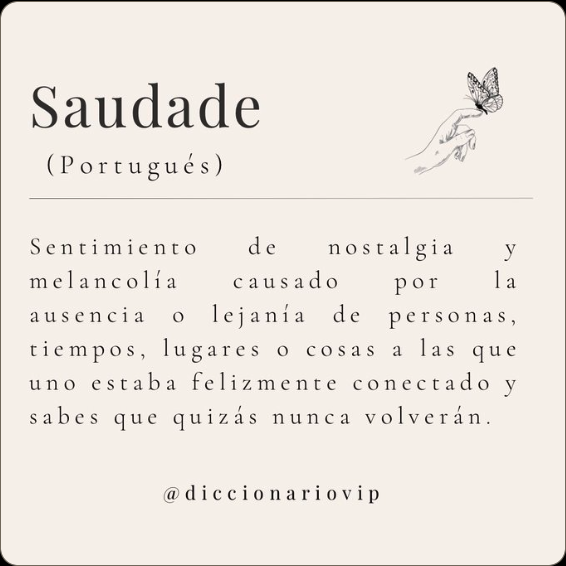 Saudade
(Portugués)
Sentimiento de nostalgia y
melancolía causado por la
ausencia o lejanía de personas,
tiempos, lugares o cosas a las que
uno estaba felizmente conectado y
sabes que quizás nunca volverán.
@diccionariovip